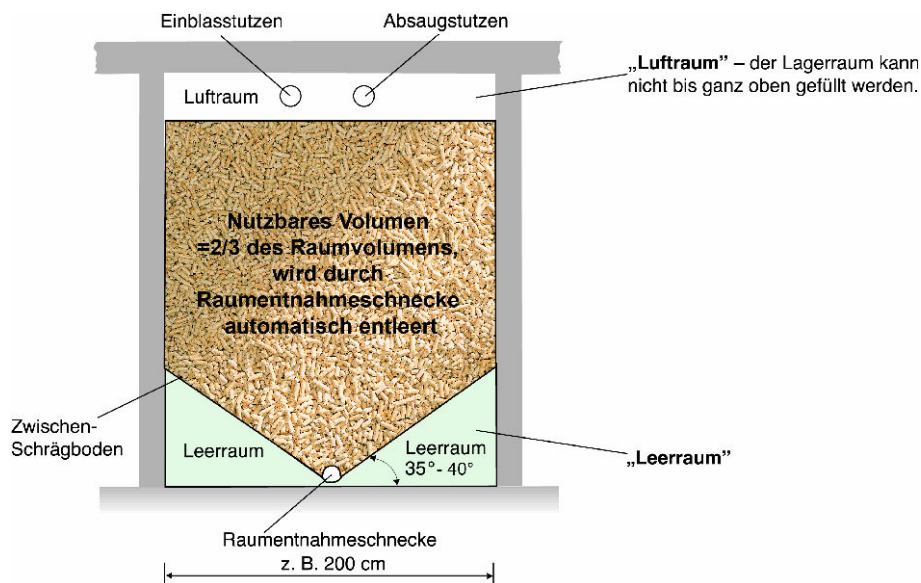 Einblasstutzen
Absaugstutzen
„Luftraum” – der Lagerraum kann
nicht bis ganz oben gefüllt werden.
Luftraum
Nutzbares Volumen
=2/3 des Raumvolumens,
wird durch
Raumentnahmeschnecke
automatisch entleert
Zwischen-
Schrägboden
Leerraum
Leerraum
35°- 40°
„Leerraum”
Raumentnahmeschnecke
z. B. 200 cm